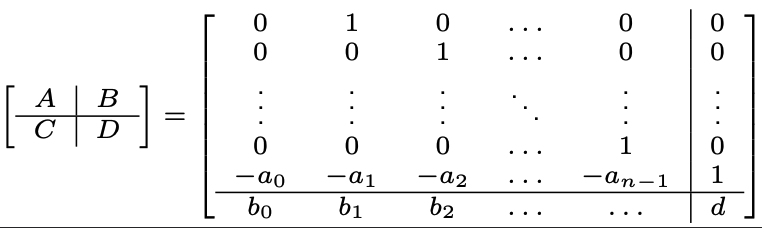 [ A | B ; C | D ] =
0 1 0 ... 0 | 0
0 0 1 ... 0 | 0
⋮ ⋮ ⋮ ⋱ ⋮ | ⋮
0 0 0 ... 1 | 0
-a₀ -a₁ -a₂ ... -aₙ₋₁ | 1
b₀ b₁ b₂ ... ... | d